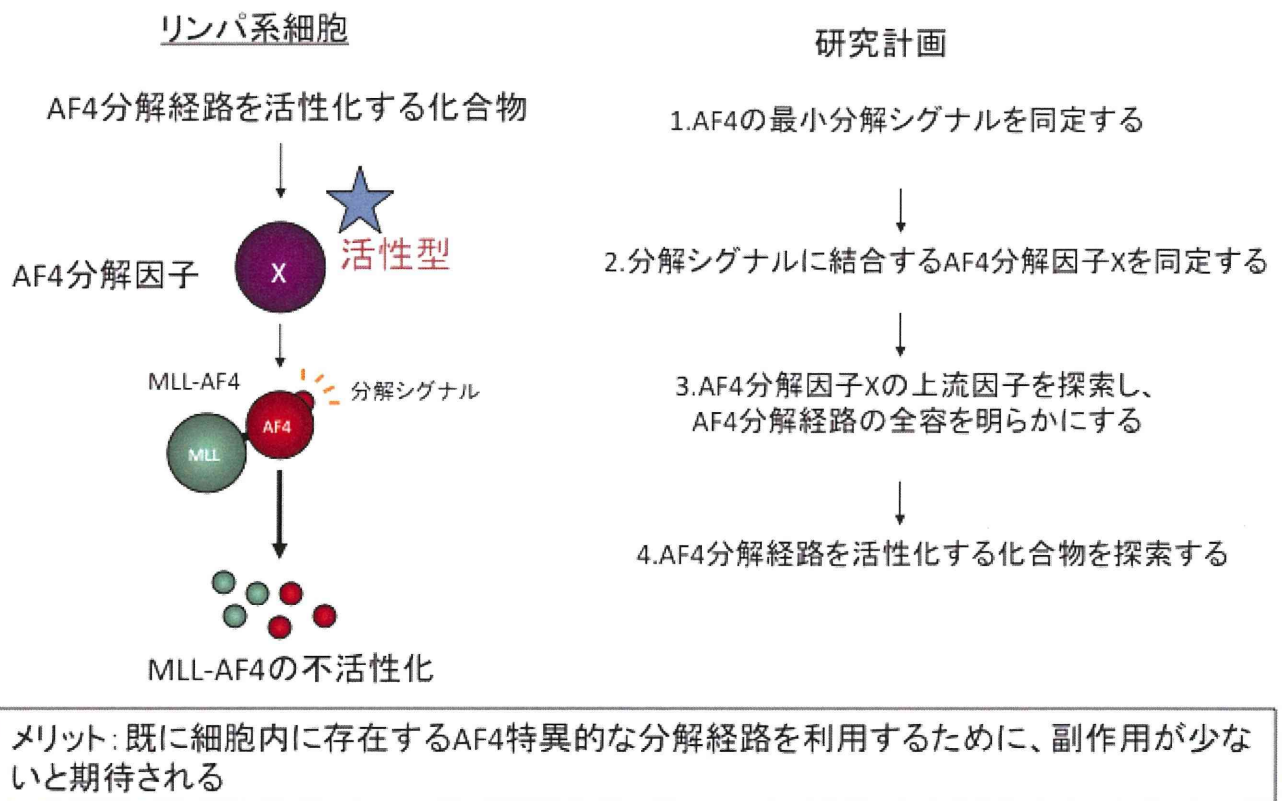 リンパ系細胞
AF4分解経路を活性化する化合物
X
活性型
AF4分解因子
MLL-AF4
分解シグナル
AF4
MLL
MLL-AF4の不活性化
研究計画
1.AF4の最小分解シグナルを同定する
2.分解シグナルに結合するAF4分解因子Xを同定する
3.AF4分解因子Xの上流因子を探索し、
AF4分解経路の全容を明らかにする
4.AF4分解経路を活性化する化合物を探索する
メリット:既に細胞内に存在するAF4特異的な分解経路を利用するために、副作用が少な
いと期待される